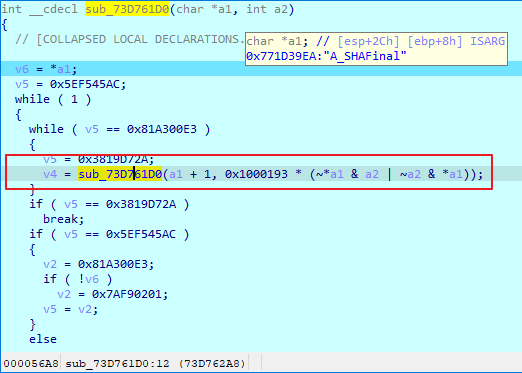 int __cdecl sub_73D761D0(char *a1, int a2)
{
// [COLLAPSED LOCAL DECLARATIONS.
char *a1; // [esp+2Ch] [ebp+8h] ISARG
0x771D39EA:"A_SHAFinal"
v6 = *a1;
v5 = 0x5EF545AC;
while ( 1 )
{
while ( v5 == 0x81A300E3 )
{
v5 = 0x3819D72A;
v4 = sub_73D761D0(a1 + 1, 0x1000193 * (~*a1 & a2 | ~a2 & *a1));
}
if ( v5 == 0x3819D72A )
break;
if ( v5 == 0x5EF545AC )
{
v2 = 0x81A300E3;
if ( !v6 )
v2 = 0x7AF90201;
v5 = v2;
}
else
000056A8 sub_73D761D0:12 (73D762A8)